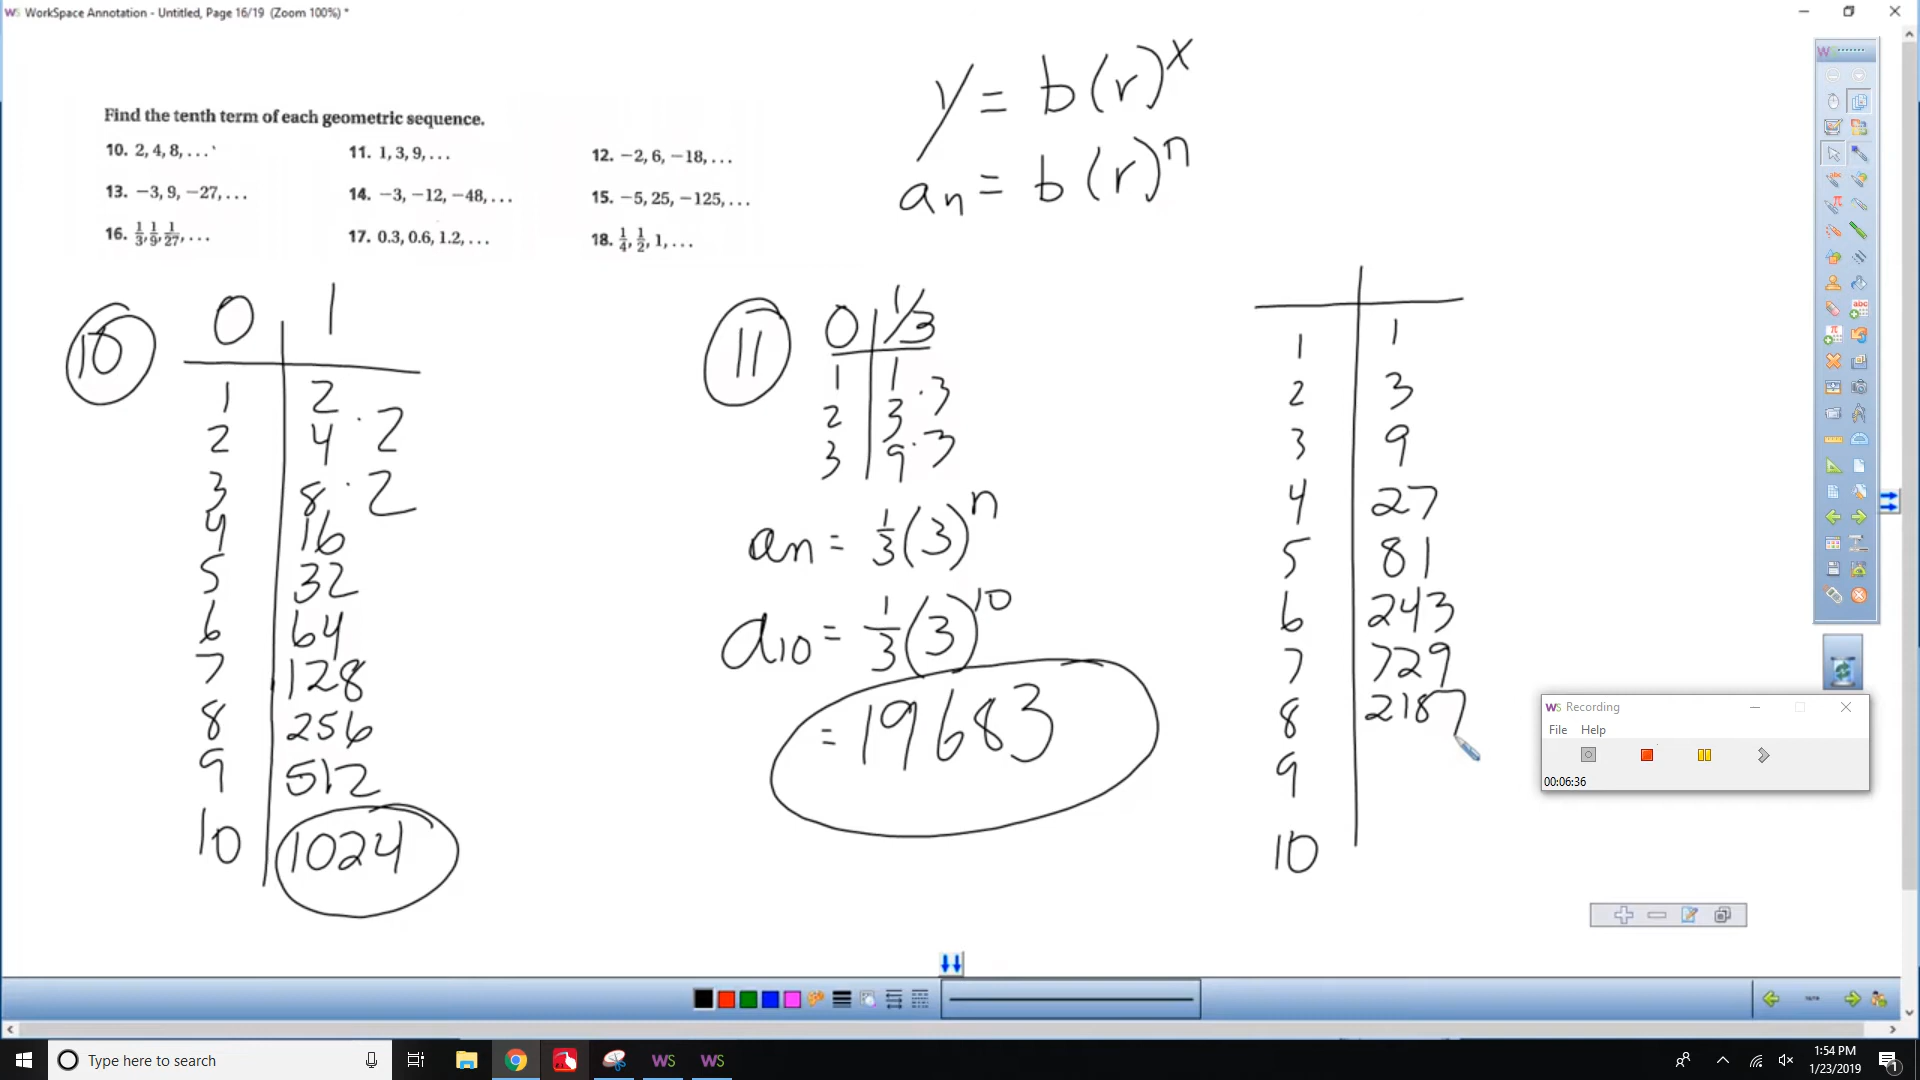 WS WorkSpace Annotation - Untitled, Page 16/19 (Zoom 100%) *
Find the tenth term of each geometric sequence.
10. 2, 4, 8, . . .
11. 1, 3, 9, . . .
12. −2, 6, −18, . . .
13. −3, 9, −27, . . .
14. −3, −12, −48, . . .
15. −5, 25, −125, . . .
16. 1/3, 1/9, 1/27, . . .
17. 0.3, 0.6, 1.2, . . .
18. 1/4, 1/2, 1, . . .
y = b(r)^x
an = b(r)^n
10
0 1
1 2
2 4 · 2
3 8 · 2
4 16
5 32
6 64
7 128
8 256
9 512
10 1024
11
0 1/3
1 1
2 3 · 3
3 9 · 3
an = 1/3 (3)^n
a10 = 1/3 (3)^10
= 19683
1 1
2 3
3 9
4 27
5 81
6 243
7 729
8 2187
9
10
WS Recording
File Help
00:06:36
Type here to search
WS WS
1:54 PM
1/23/2019
1